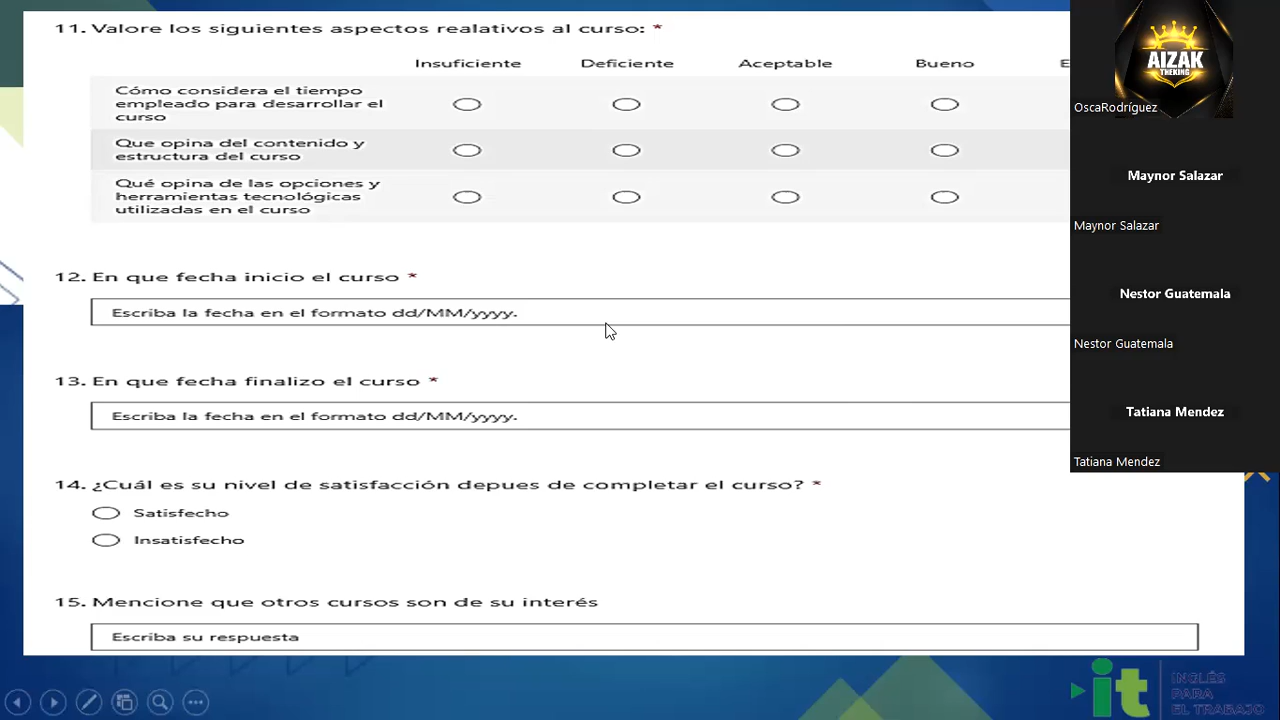 11. Valore los siguientes aspectos realativos al curso: *
Insuficiente Deficiente Aceptable Bueno E
Cómo considera el tiempo
empleado para desarrollar el
curso
Que opina del contenido y
estructura del curso
Qué opina de las opciones y
herramientas tecnológicas
utilizadas en el curso
12. En que fecha inicio el curso *
Escriba la fecha en el formato dd/MM/yyyy.
13. En que fecha finalizo el curso *
Escriba la fecha en el formato dd/MM/yyyy.
14. ¿Cuál es su nivel de satisfacción depues de completar el curso? *
Satisfecho
Insatisfecho
15. Mencione que otros cursos son de su interés
Escriba su respuesta
AIZAK
THEKING
OscaRodríguez
Maynor Salazar
Maynor Salazar
Nestor Guatemala
Nestor Guatemala
Tatiana Mendez
Tatiana Mendez
it
INGLÉS
PARA
EL TRABAJO